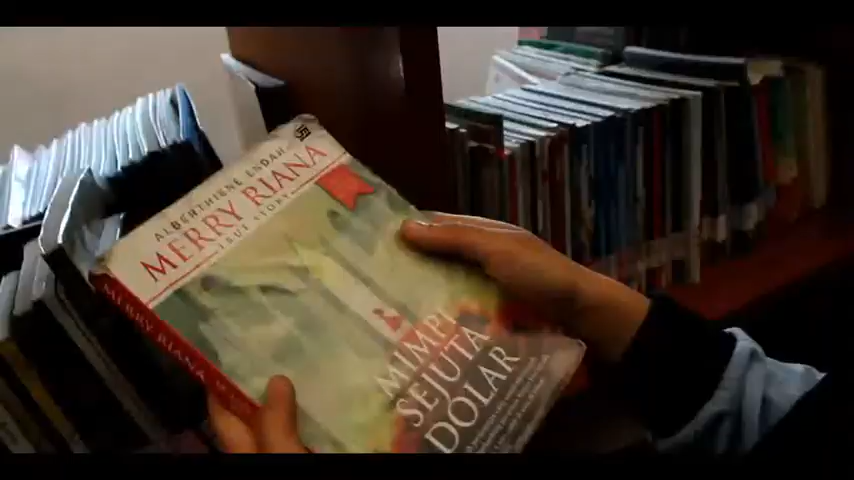 ALBERTHIENE ENDAH
MERRY RIANA
TRUE STORY
MIMPI
SEJUTA
DOLAR
MERRY RIANA